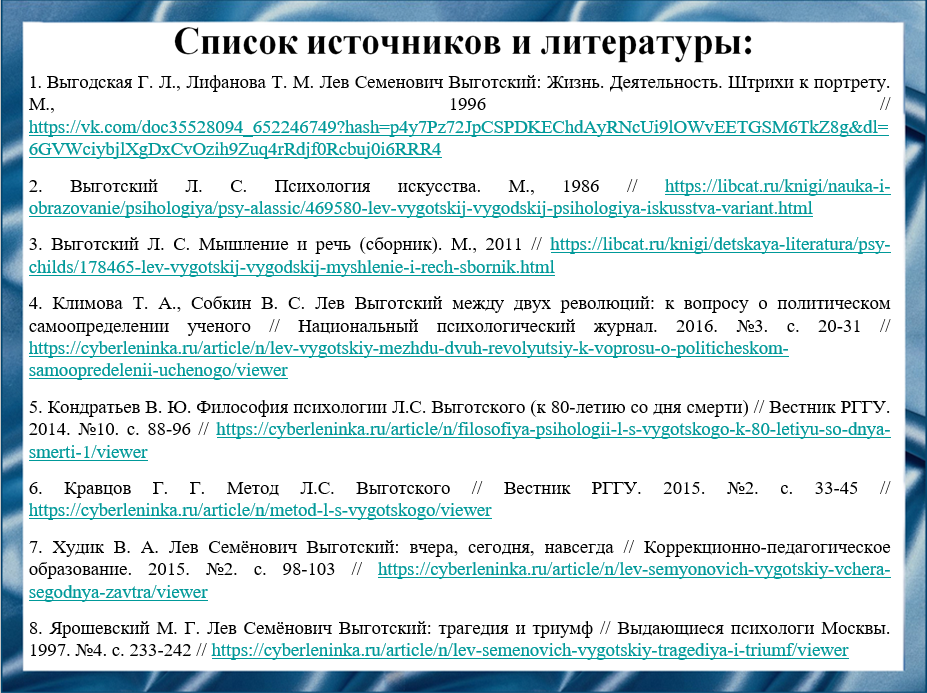 Список источников и литературы:
1. Выгодская Г. Л., Лифанова Т. М. Лев Семенович Выготский: Жизнь. Деятельность. Штрихи к портрету.
М., 1996 //
https://vk.com/doc35528094_652246749?hash=p4y7Pz72JpCSPDKEChdAyRNcUi9lOWvEETGSM6TkZ8g&dl=
6GVWciybjlXgDxCvOzih9Zuq4rRdjf0Rcbuj0i6RRR4
2. Выготский Л. С. Психология искусства. М., 1986 // https://libcat.ru/knigi/nauka-i-
obrazovanie/psihologiya/psy-alassic/469580-lev-vygotskij-vygodskij-psihologiya-iskusstva-variant.html
3. Выготский Л. С. Мышление и речь (сборник). М., 2011 // https://libcat.ru/knigi/detskaya-literatura/psy-
childs/178465-lev-vygotskij-vygodskij-myshlenie-i-rech-sbornik.html
4. Климова Т. А., Собкин В. С. Лев Выготский между двух революций: к вопросу о политическом
самоопределении ученого // Национальный психологический журнал. 2016. №3. с. 20-31 //
https://cyberleninka.ru/article/n/lev-vygotskiy-mezhdu-dvuh-revolyutsiy-k-voprosu-o-politicheskom-
samoopredelenii-uchenogo/viewer
5. Кондратьев В. Ю. Философия психологии Л.С. Выготского (к 80-летию со дня смерти) // Вестник РГГУ.
2014. №10. с. 88-96 // https://cyberleninka.ru/article/n/filosofiya-psihologii-l-s-vygotskogo-k-80-letiyu-so-dnya-
smerti-1/viewer
6. Кравцов Г. Г. Метод Л.С. Выготского // Вестник РГГУ. 2015. №2. с. 33-45 //
https://cyberleninka.ru/article/n/metod-l-s-vygotskogo/viewer
7. Худик В. А. Лев Семёнович Выготский: вчера, сегодня, навсегда // Коррекционно-педагогическое
образование. 2015. №2. с. 98-103 // https://cyberleninka.ru/article/n/lev-semyonovich-vygotskiy-vchera-
segodnya-zavtra/viewer
8. Ярошевский М. Г. Лев Семёнович Выготский: трагедия и триумф // Выдающиеся психологи Москвы.
1997. №4. с. 233-242 // https://cyberleninka.ru/article/n/lev-semenovich-vygotskiy-tragediya-i-triumf/viewer